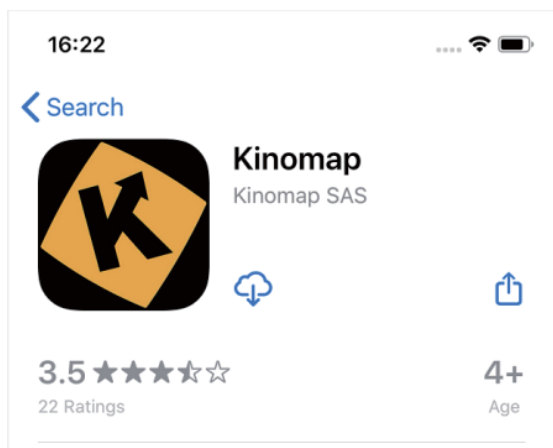 16:22
Search
Kinomap
Kinomap SAS
K
3.5
4+
22 Ratings
Age